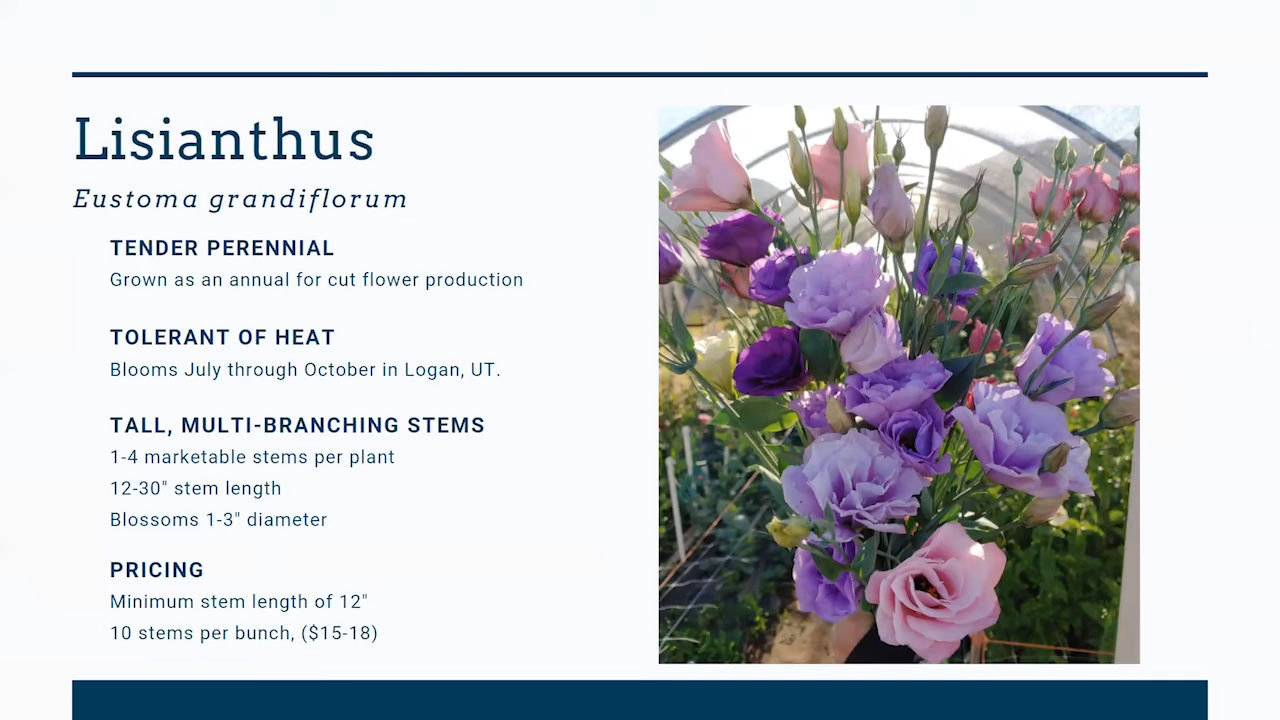 Lisianthus
Eustoma grandiflorum
TENDER PERENNIAL
Grown as an annual for cut flower production
TOLERANT OF HEAT
Blooms July through October in Logan, UT.
TALL, MULTI-BRANCHING STEMS
1-4 marketable stems per plant
12-30" stem length
Blossoms 1-3" diameter
PRICING
Minimum stem length of 12"
10 stems per bunch, ($15-18)